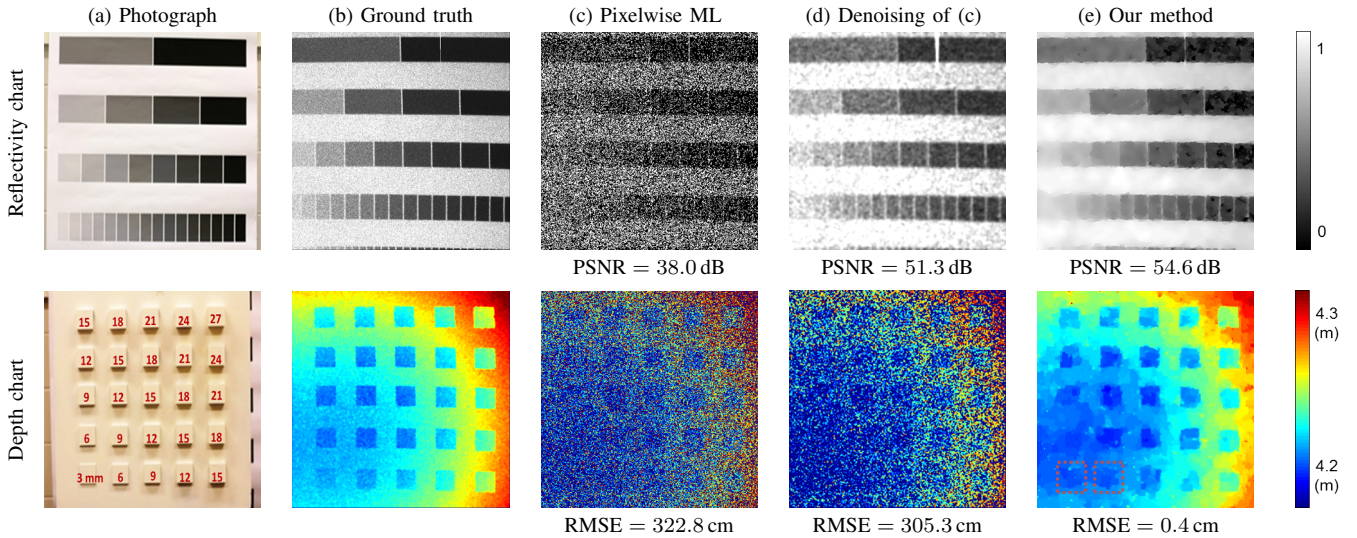 (a) Photograph
(b) Ground truth
(c) Pixelwise ML
(d) Denoising of (c)
(e) Our method
Reflectivity chart
1
0
PSNR = 38.0 dB
PSNR = 51.3 dB
PSNR = 54.6 dB
Depth chart
15 18 21 24 27
12 15 18 21 24
9 12 15 18 21
6 9 12 15 18
3 mm 6 9 12 15
4.3
(m)
4.2
(m)
RMSE = 322.8 cm
RMSE = 305.3 cm
RMSE = 0.4 cm